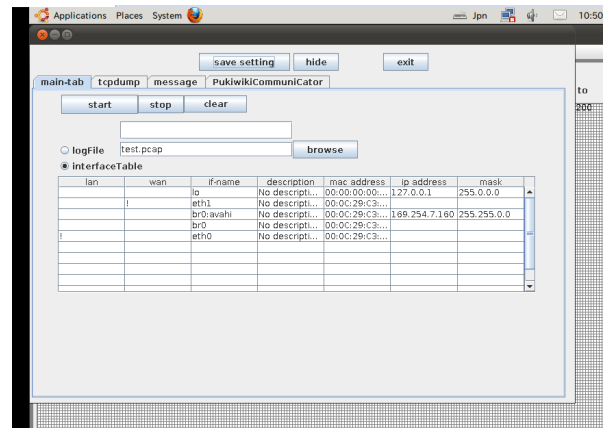 Applications Places System Jpn 10:50
save setting hide exit
main-tab tcpdump message PukiwikiCommuniCator
to
start stop clear
200
logFile test.pcap browse
interfaceTable
lan wan if-name description mac address ip address mask
lo No descripti... 00:00:00:00:... 127.0.0.1 255.0.0.0
! eth1 No descripti... 00:0C:29:C3:...
br0:avahi No descripti... 00:0C:29:C3:... 169.254.7.160 255.255.0.0
br0 No descripti... 00:0C:29:C3:...
! eth0 No descripti... 00:0C:29:C3:...